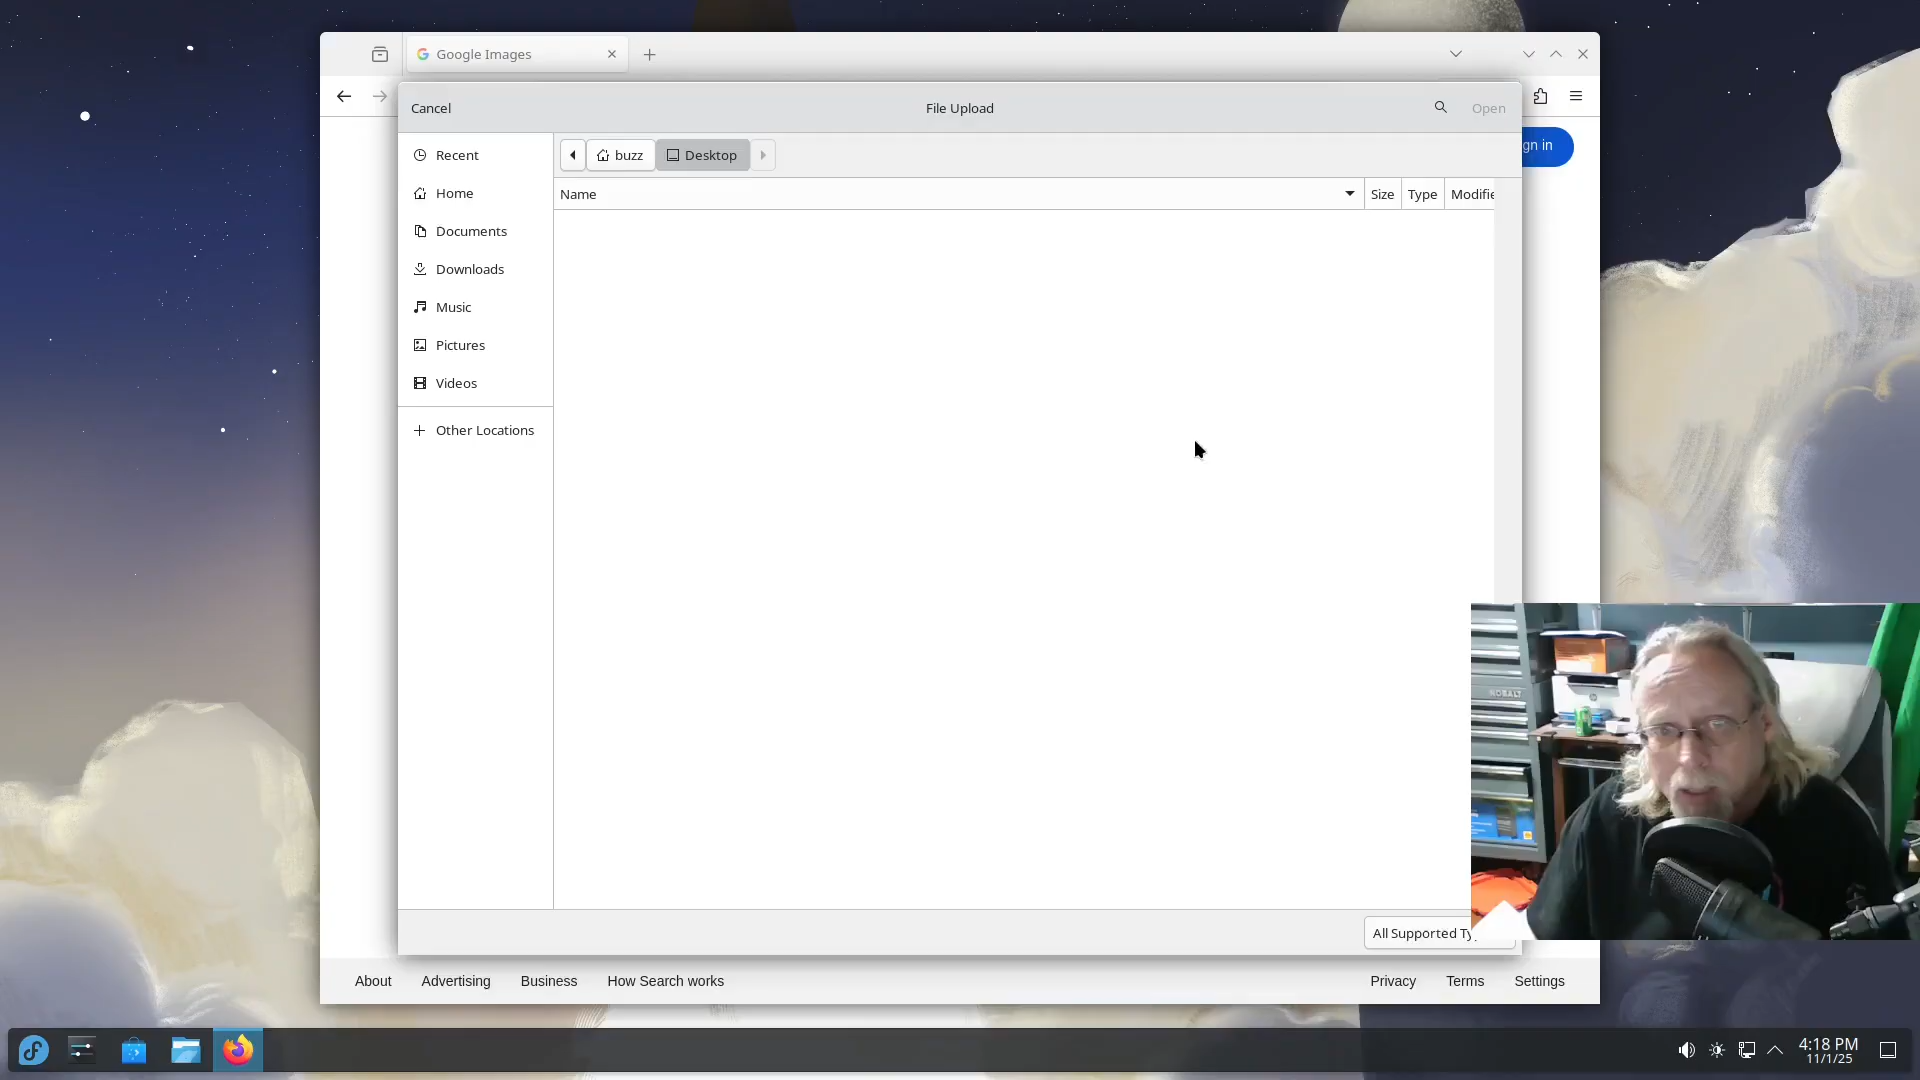 Google Images
Cancel
File Upload
Open
gn in
Recent
Home
Documents
Downloads
Music
Pictures
Videos
Other Locations
buzz
Desktop
Name
Size
Type
Modifie
KOBALT
All Supported Ty
About
Advertising
Business
How Search works
Privacy
Terms
Settings
4:18 PM
11/1/25